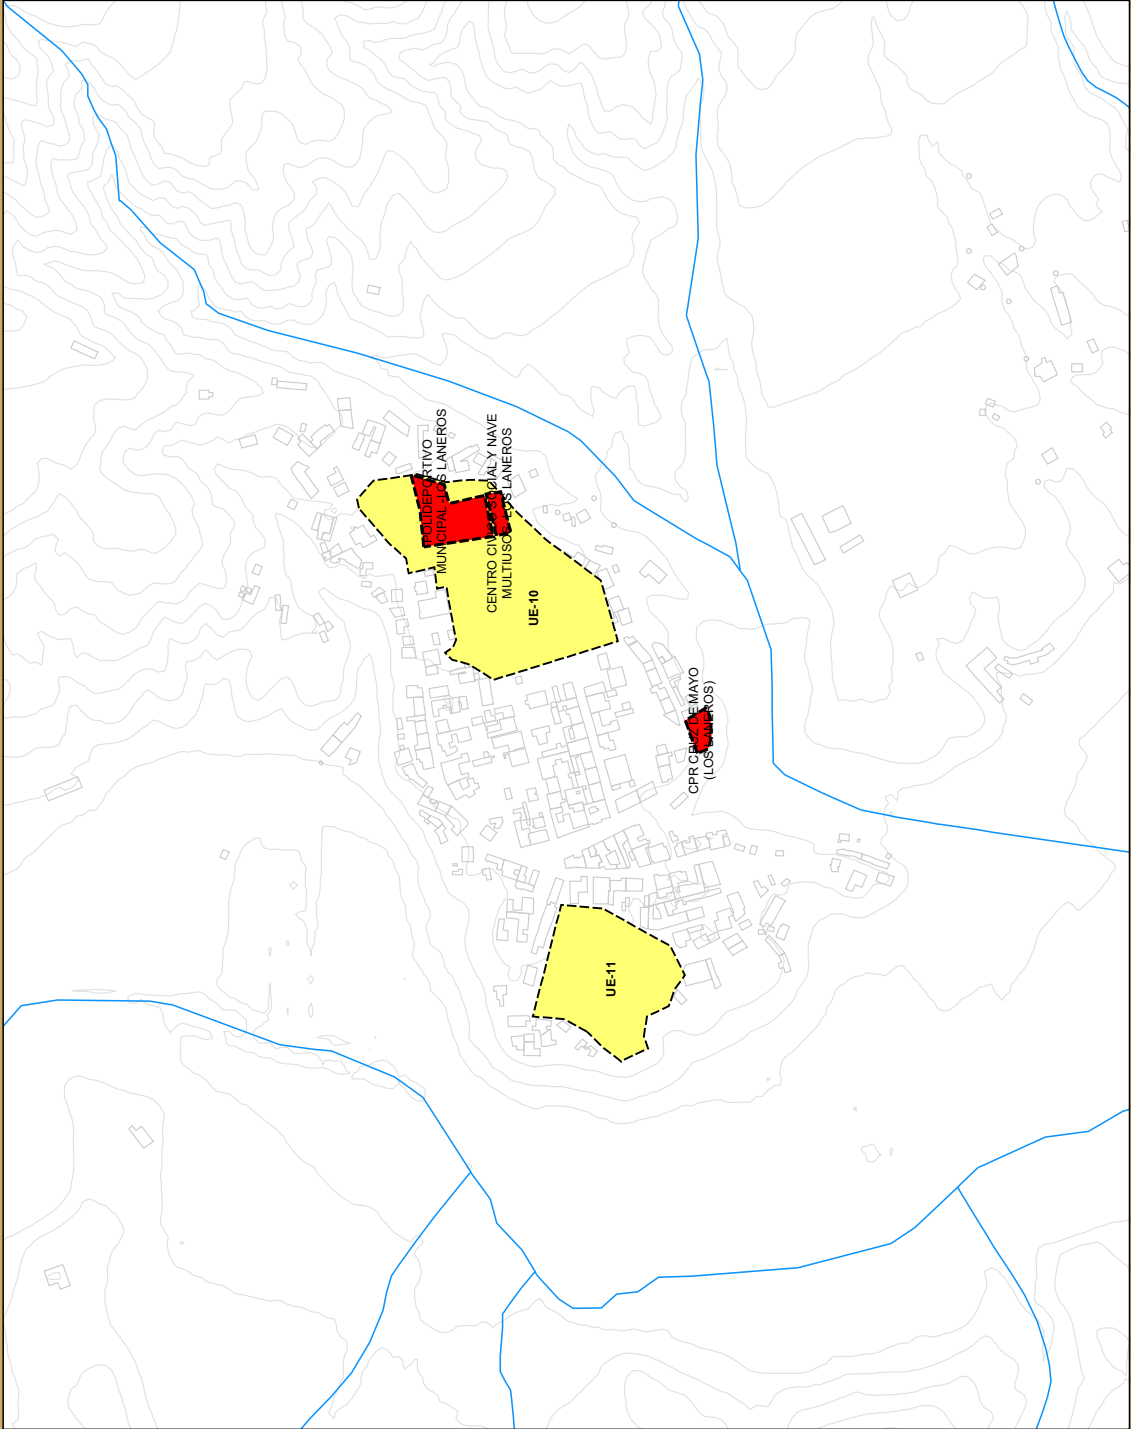 POLIDEPORTIVO
MUNICIPAL -LOS LANEROS
CENTRO CIVICO SOCIAL Y NAVE
MULTIUSOS -LOS LANEROS
UE-10
CPR CRUZ DE MAYO
(LOS LANEROS)
UE-11